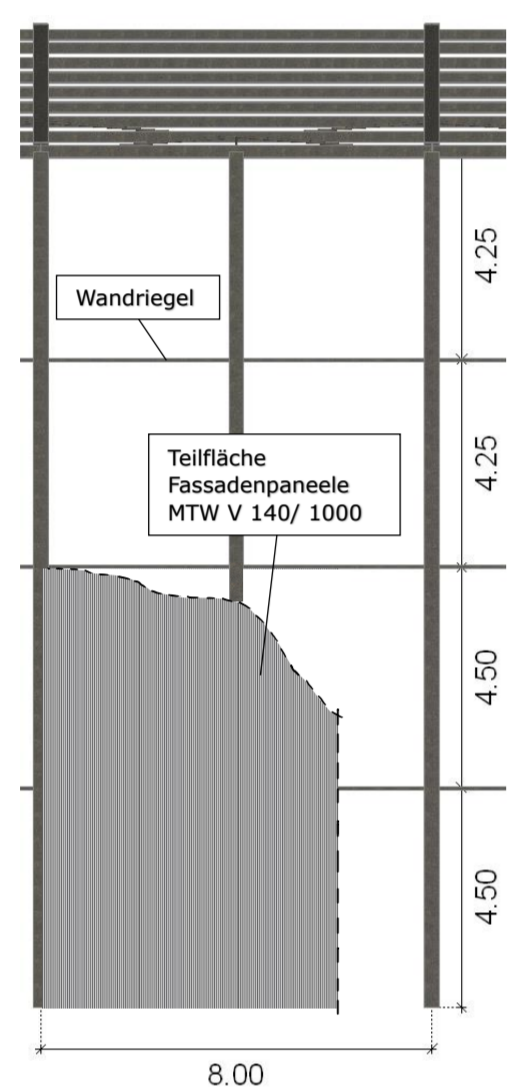 4.25
Wandriegel
4.25
Teilfläche
Fassadenpaneele
MTW V 140/ 1000
4.50
4.50
8.00